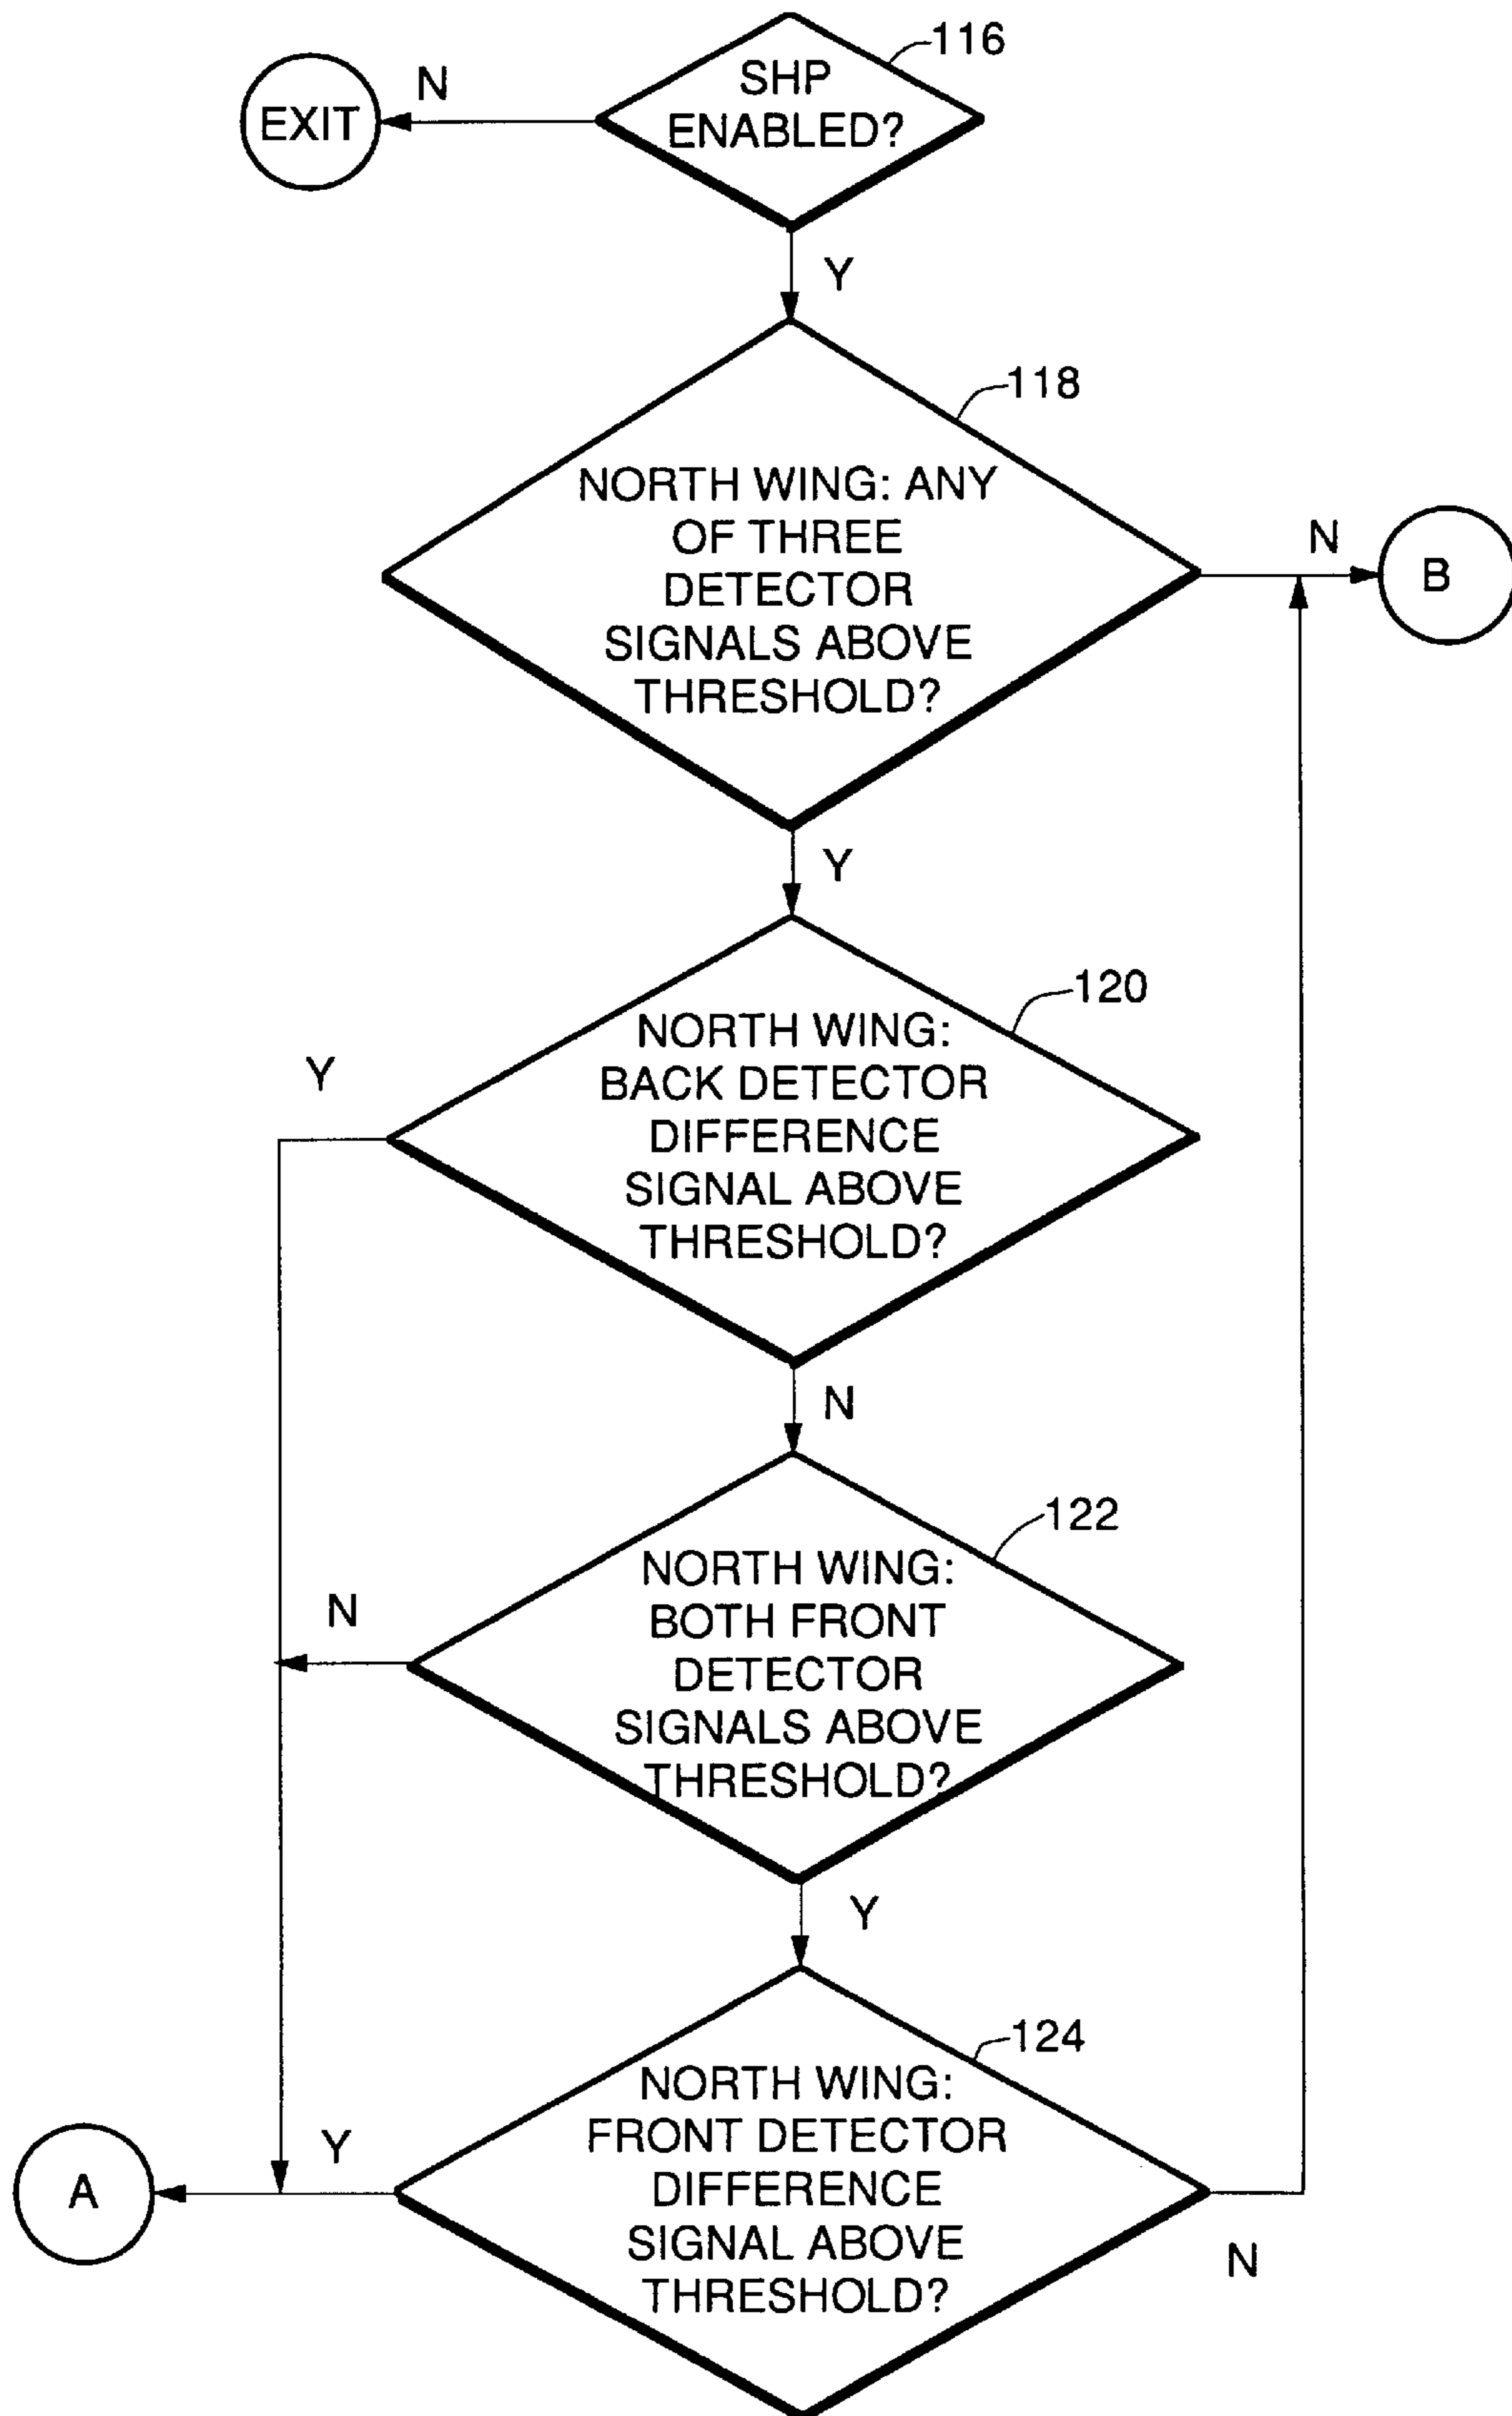 116
SHP
ENABLED?
N
EXIT
Y
118
NORTH WING: ANY
OF THREE
DETECTOR
SIGNALS ABOVE
THRESHOLD?
N
B
Y
120
NORTH WING:
BACK DETECTOR
DIFFERENCE
SIGNAL ABOVE
THRESHOLD?
Y
N
122
NORTH WING:
BOTH FRONT
DETECTOR
SIGNALS ABOVE
THRESHOLD?
N
Y
124
NORTH WING:
FRONT DETECTOR
DIFFERENCE
SIGNAL ABOVE
THRESHOLD?
Y
A
N